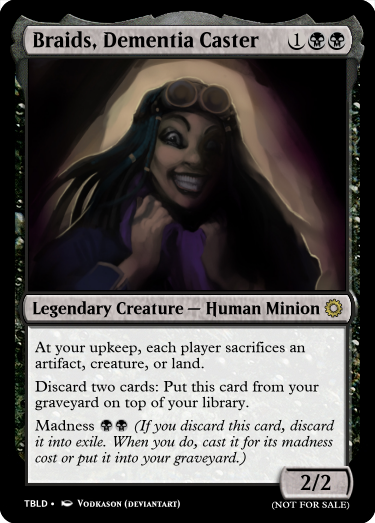 Braids, Dementia Caster 1
Legendary Creature — Human Minion
At your upkeep, each player sacrifices an
artifact, creature, or land.
Discard two cards: Put this card from your
graveyard on top of your library.
Madness (If you discard this card, discard
it into exile. When you do, cast it for its madness
cost or put it into your graveyard.)
2/2
TBLD • Vodkason (deviantart)
(NOT FOR SALE)